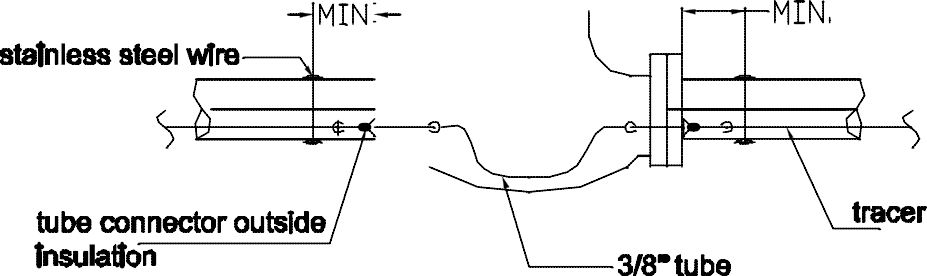 MIN.
MIN.
stainless steel wire
tube connector outside
insulation
tracer
3/8" tube